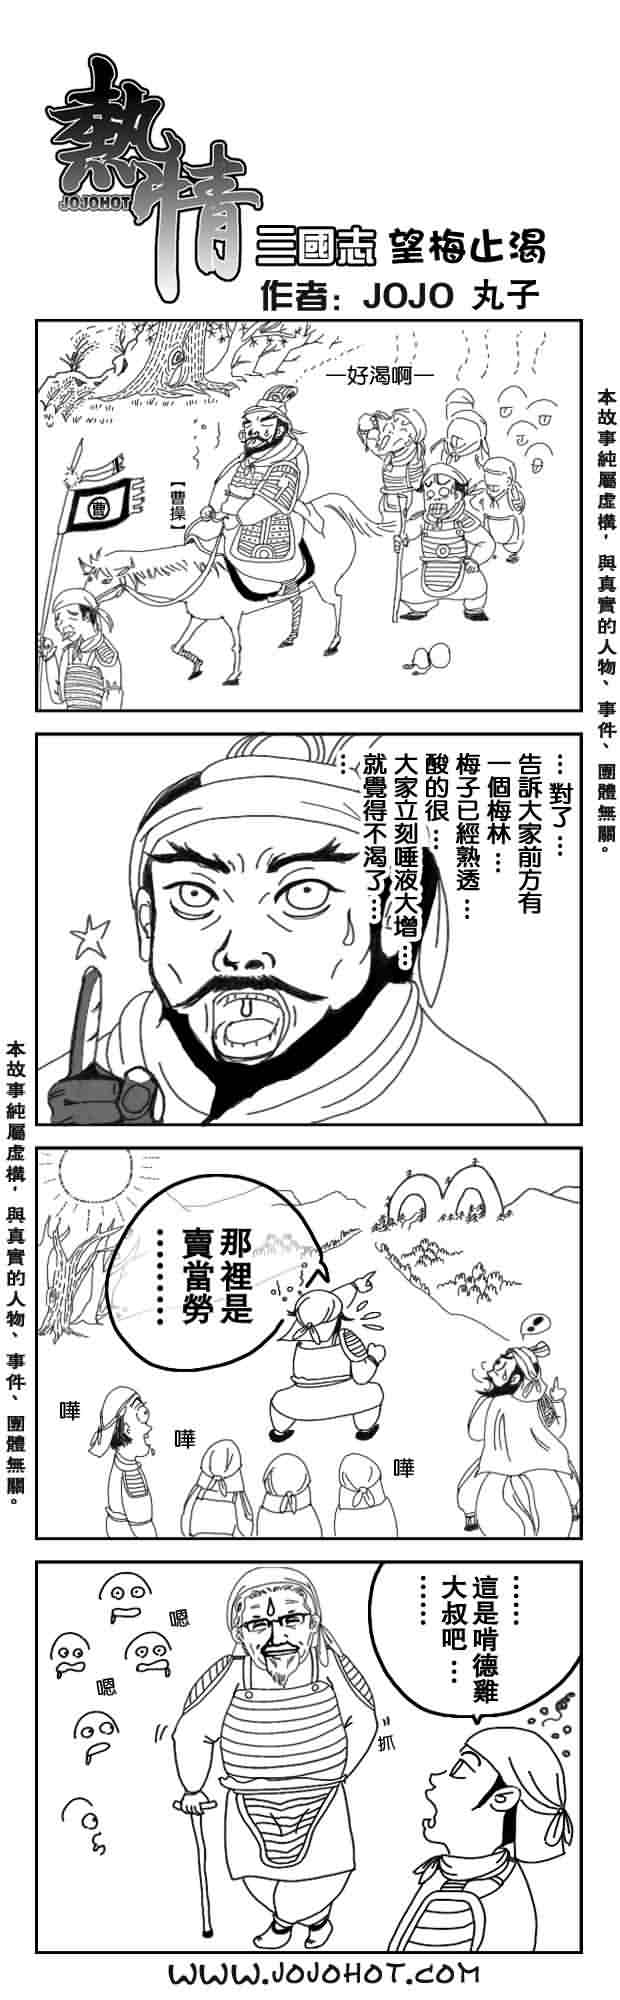 熱情
JOJOHOT
三國志 望梅止渴
作者：JOJO 丸子
本故事純屬虛構，與真實的人物、事件、團體無關。
—好渴啊—
【曹操】
曹
…對了…
告訴大家前方有
一個梅林…
梅子已經熟透…
酸的很…
大家立刻唾液大增…
就覺得不渴了…
…
本故事純屬虛構，與真實的人物、事件、團體無關。
那裡是
賣當勞
………
嘩
嘩
嘩
……
這是啃德雞
大叔吧…
……
嗯
嗯
抓
WWW.JOJOHOT.COM